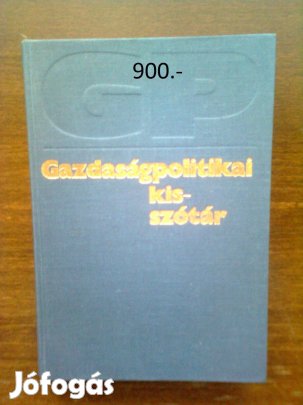 GP
900.-
Gazdaságpolitikai
kis-
szótár
Jófogás